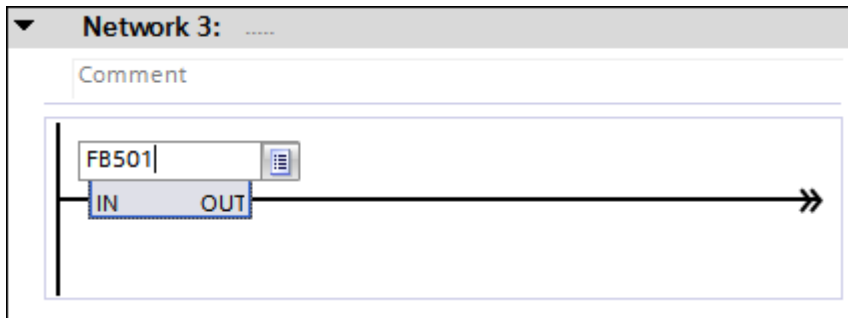 Network 3: .....
Comment
FB501
IN OUT